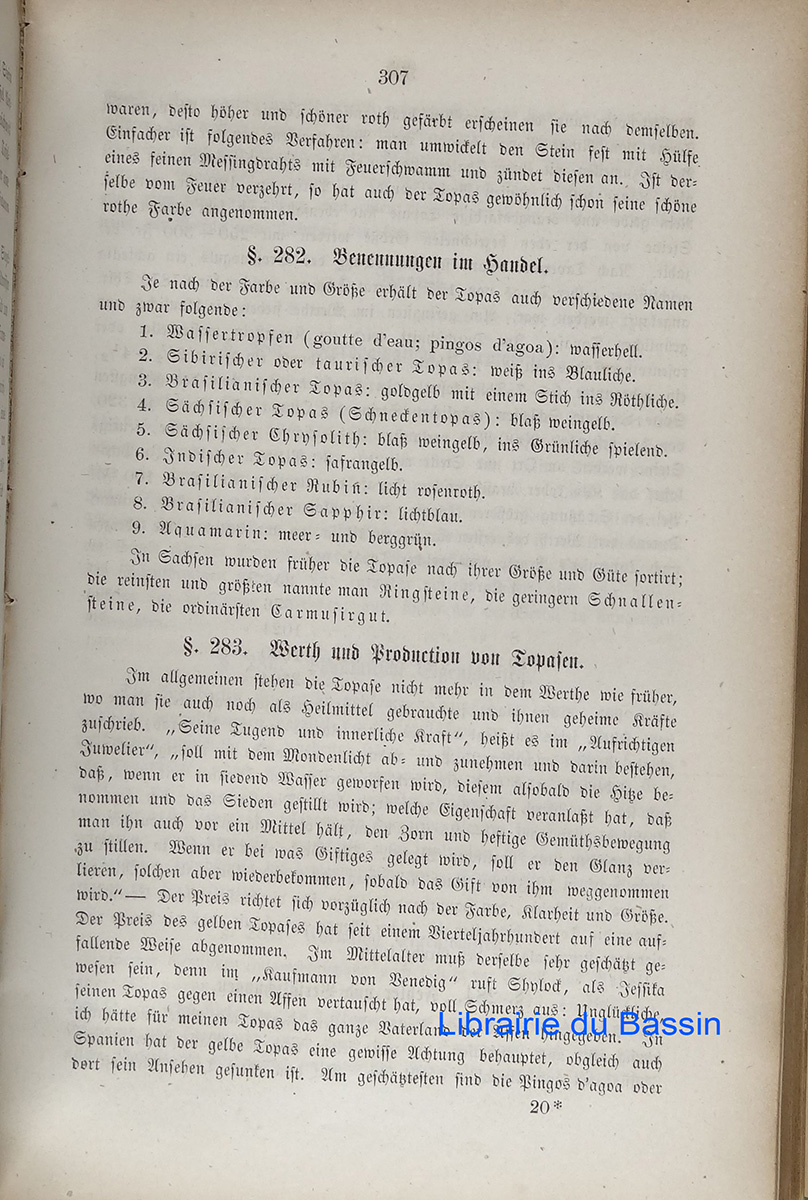 307
waren, desto höher und schöner roth gefärbt erscheinen sie nach demselben.
Einfacher ist folgendes Verfahren: man umwickelt den Stein fest mit Hülfe
eines feinen Messingdrahts mit Feuerschwamm und zündet diesen an. Ist der-
selbe vom Feuer verzehrt, so hat auch der Topas gewöhnlich schon seine schöne
rothe Farbe angenommen.
§. 282. Benennungen im Handel.
Je nach der Farbe und Größe erhält der Topas auch verschiedene Namen
und zwar folgende:
1. Wassertropfen (goutte d'eau; pingos d'agoa): wasserhell.
2. Sibirischer oder taurischer Topas: weiß ins Blauliche.
3. Brasilianischer Topas: goldgelb mit einem Stich ins Röthliche.
4. Sächsischer Topas (Schneckentopas): blaß weingelb.
5. Sächsischer Chrysolith: blaß weingelb, ins Grünliche spielend.
6. Indischer Topas: safrangelb.
7. Brasilianischer Rubin: licht rosenroth.
8. Brasilianischer Sapphir: lichtblau.
9. Aquamarin: meer- und berggrün.
In Sachsen wurden früher die Topase nach ihrer Größe und Güte sortirt;
die reinsten und größten nannte man Ringsteine, die geringern Schnallen-
steine, die ordinärsten Carmusirgut.
§. 283. Werth und Production von Topasen.
Im allgemeinen stehen die Topase nicht mehr in dem Werthe wie früher,
wo man sie auch noch als Heilmittel gebrauchte und ihnen geheime Kräfte
zuschrieb. „Seine Tugend und innerliche Kraft", heißt es im „Aufrichtigen
Juwelier", „soll mit dem Mondenlicht ab- und zunehmen und darin bestehen,
daß, wenn er in siedend Wasser geworfen wird, diesem alsobald die Hitze be-
nommen und das Sieden gestillt wird; welche Eigenschaft veranlaßt hat, daß
man ihn auch vor ein Mittel hält, den Zorn und heftige Gemüthsbewegung
zu stillen. Wenn er bei was Giftiges gelegt wird, soll er den Glanz ver-
lieren, solchen aber wiederbekommen, sobald das Gift von ihm weggenommen
wird." — Der Preis richtet sich vorzüglich nach der Farbe, Klarheit und Größe.
Der Preis des gelben Topases hat seit einem Vierteljahrhundert auf eine auf-
fallende Weise abgenommen. Im Mittelalter muß derselbe sehr geschätzt ge-
wesen sein, denn im „Kaufmann von Venedig" ruft Shylock, als Jessika
seinen Topas gegen einen Affen vertauscht hat, voll Schmerz aus: Unglückliche,
ich hätte für meinen Topas das ganze Vaterland der Affen hingegeben. In
Spanien hat der gelbe Topas eine gewisse Achtung behauptet, obgleich auch
dort sein Ansehen gesunken ist. Am geschätztesten sind die Pingos d'agoa oder
20*
Librairie du Bassin